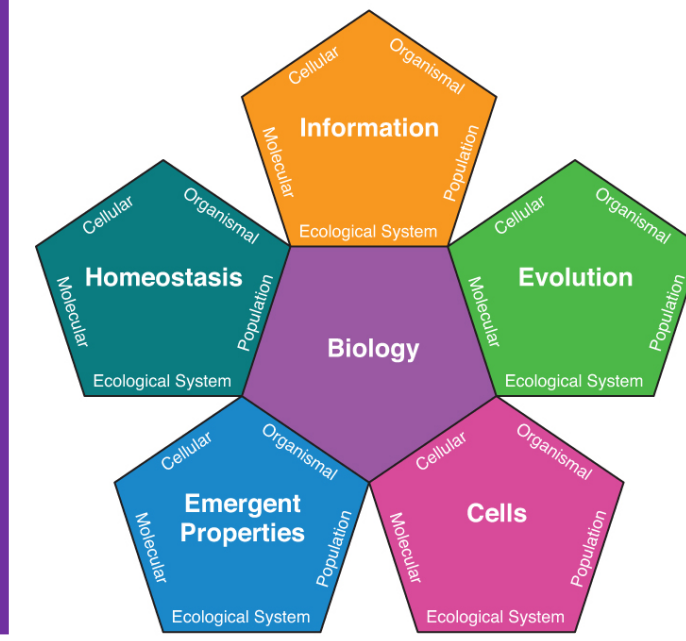 Cellular
Organismal
Information
Molecular
Population
Ecological System
Cellular
Organismal
Homeostasis
Molecular
Population
Ecological System
Cellular
Organismal
Evolution
Molecular
Population
Ecological System
Biology
Cellular
Organismal
Emergent
Properties
Molecular
Population
Ecological System
Cellular
Organismal
Cells
Molecular
Population
Ecological System